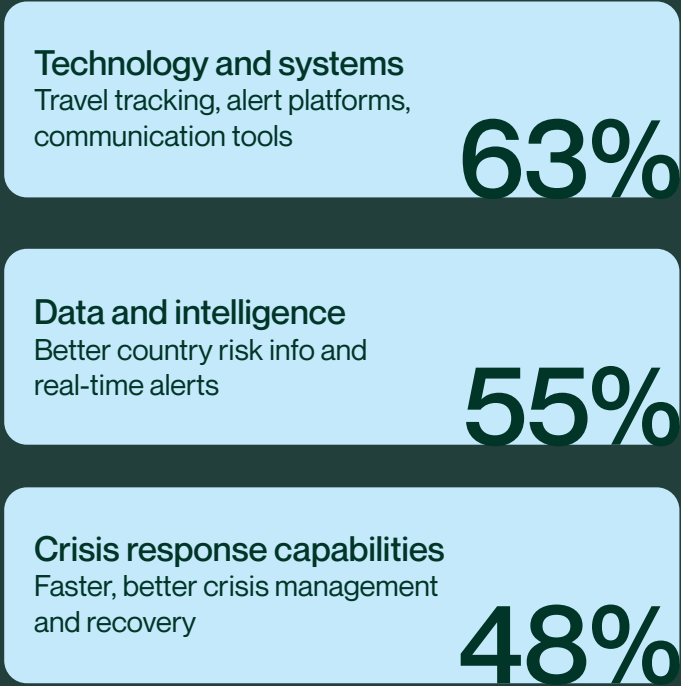 Technology and systems
Travel tracking, alert platforms,
communication tools
63%
Data and intelligence
Better country risk info and
real-time alerts
55%
Crisis response capabilities
Faster, better crisis management
and recovery
48%